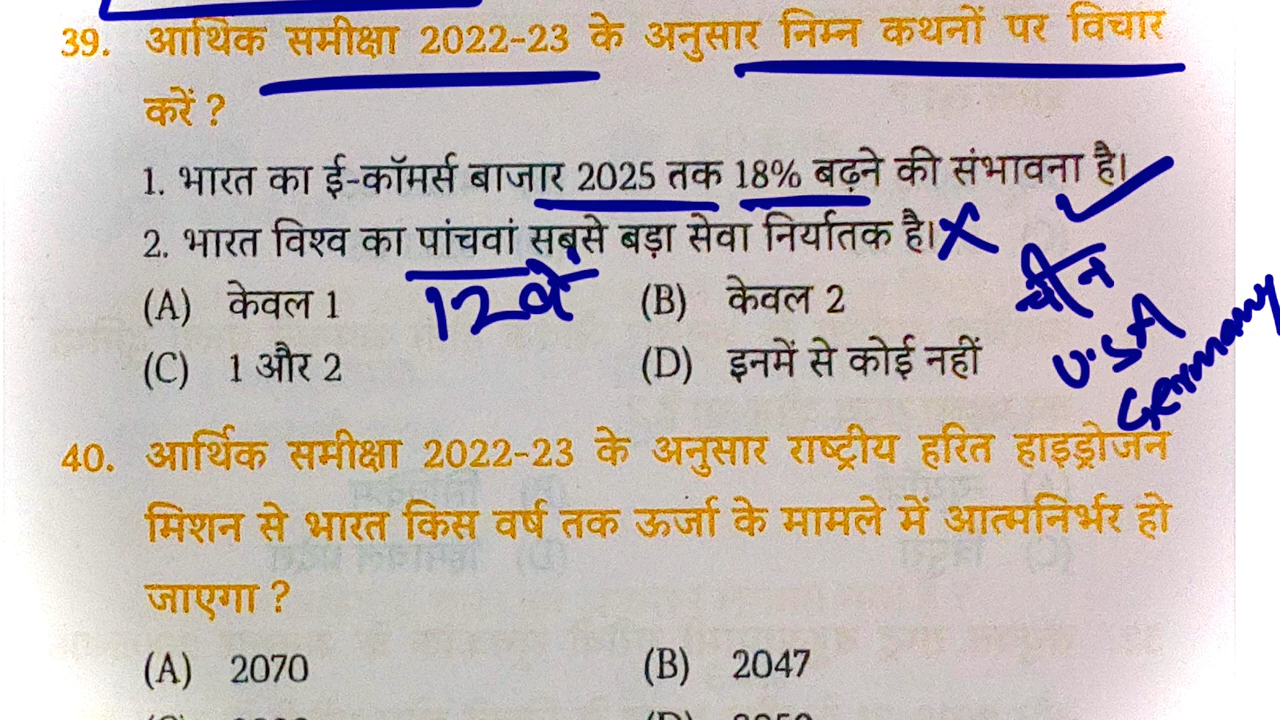 39. आर्थिक समीक्षा 2022-23 के अनुसार निम्न कथनों पर विचार
करें ?
1. भारत का ई-कॉमर्स बाजार 2025 तक 18% बढ़ने की संभावना है।
2. भारत विश्व का पांचवां सबसे बड़ा सेवा निर्यातक है।
12वें
चीन
U.S.A
Germany
(A) केवल 1 (B) केवल 2
(C) 1 और 2 (D) इनमें से कोई नहीं
40. आर्थिक समीक्षा 2022-23 के अनुसार राष्ट्रीय हरित हाइड्रोजन
मिशन से भारत किस वर्ष तक ऊर्जा के मामले में आत्मनिर्भर हो
जाएगा ?
(A) 2070 (B) 2047